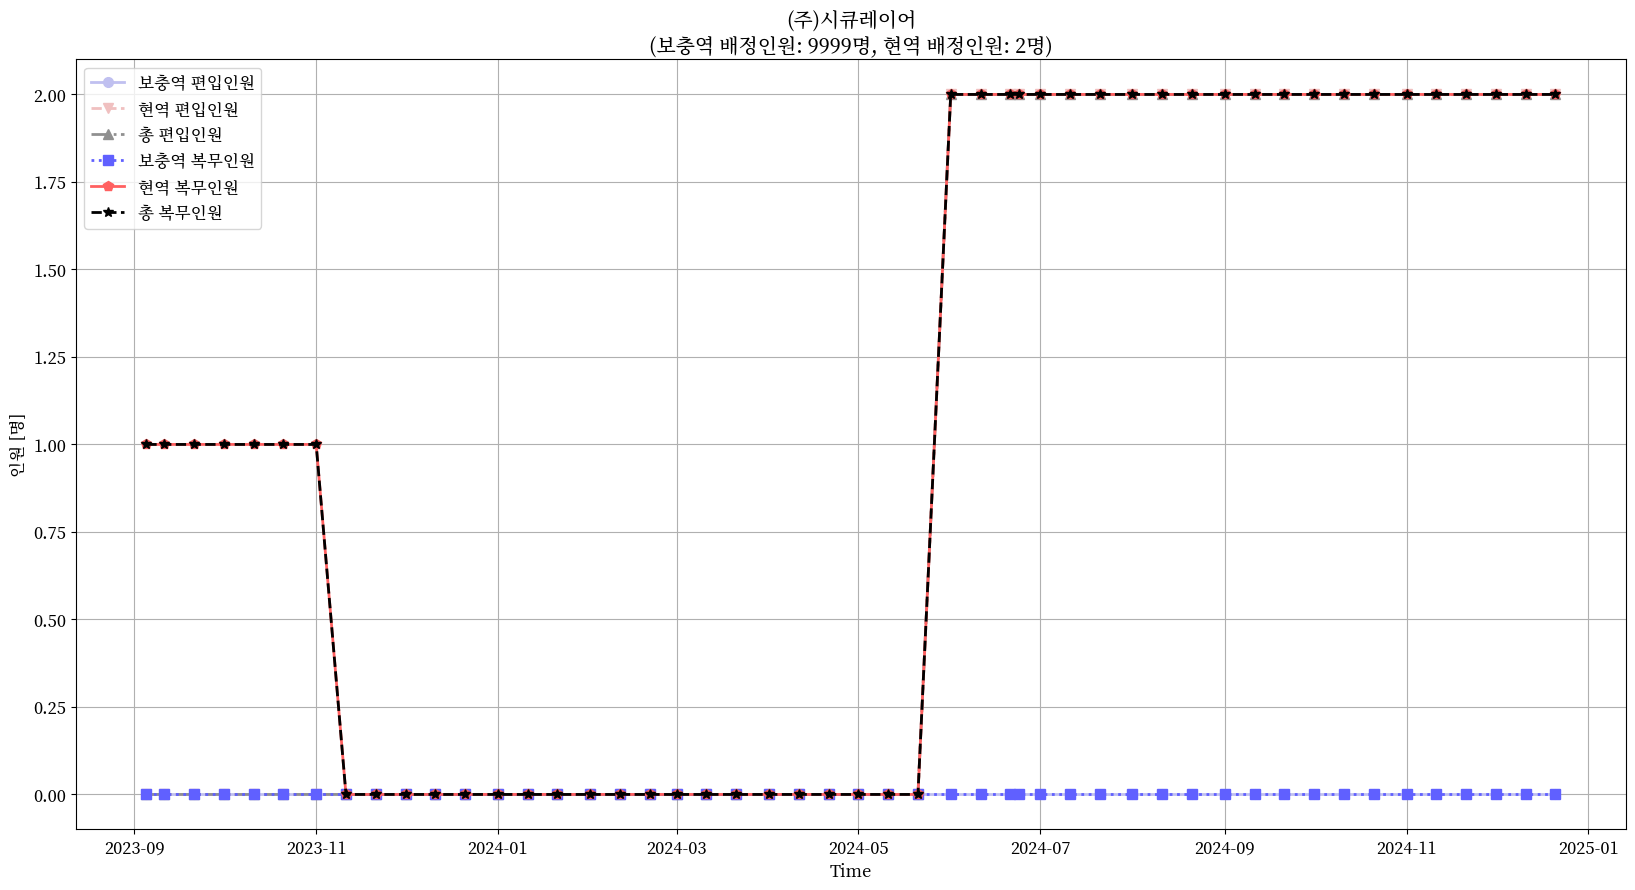 (주)시큐레이어
(보충역 배정인원: 9999명, 현역 배정인원: 2명)
보충역 편입인원
현역 편입인원
총 편입인원
보충역 복무인원
현역 복무인원
총 복무인원
2.00
1.75
1.50
1.25
1.00
0.75
0.50
0.25
0.00
인원 [명]
2023-09
2023-11
2024-01
2024-03
2024-05
2024-07
2024-09
2024-11
2025-01
Time